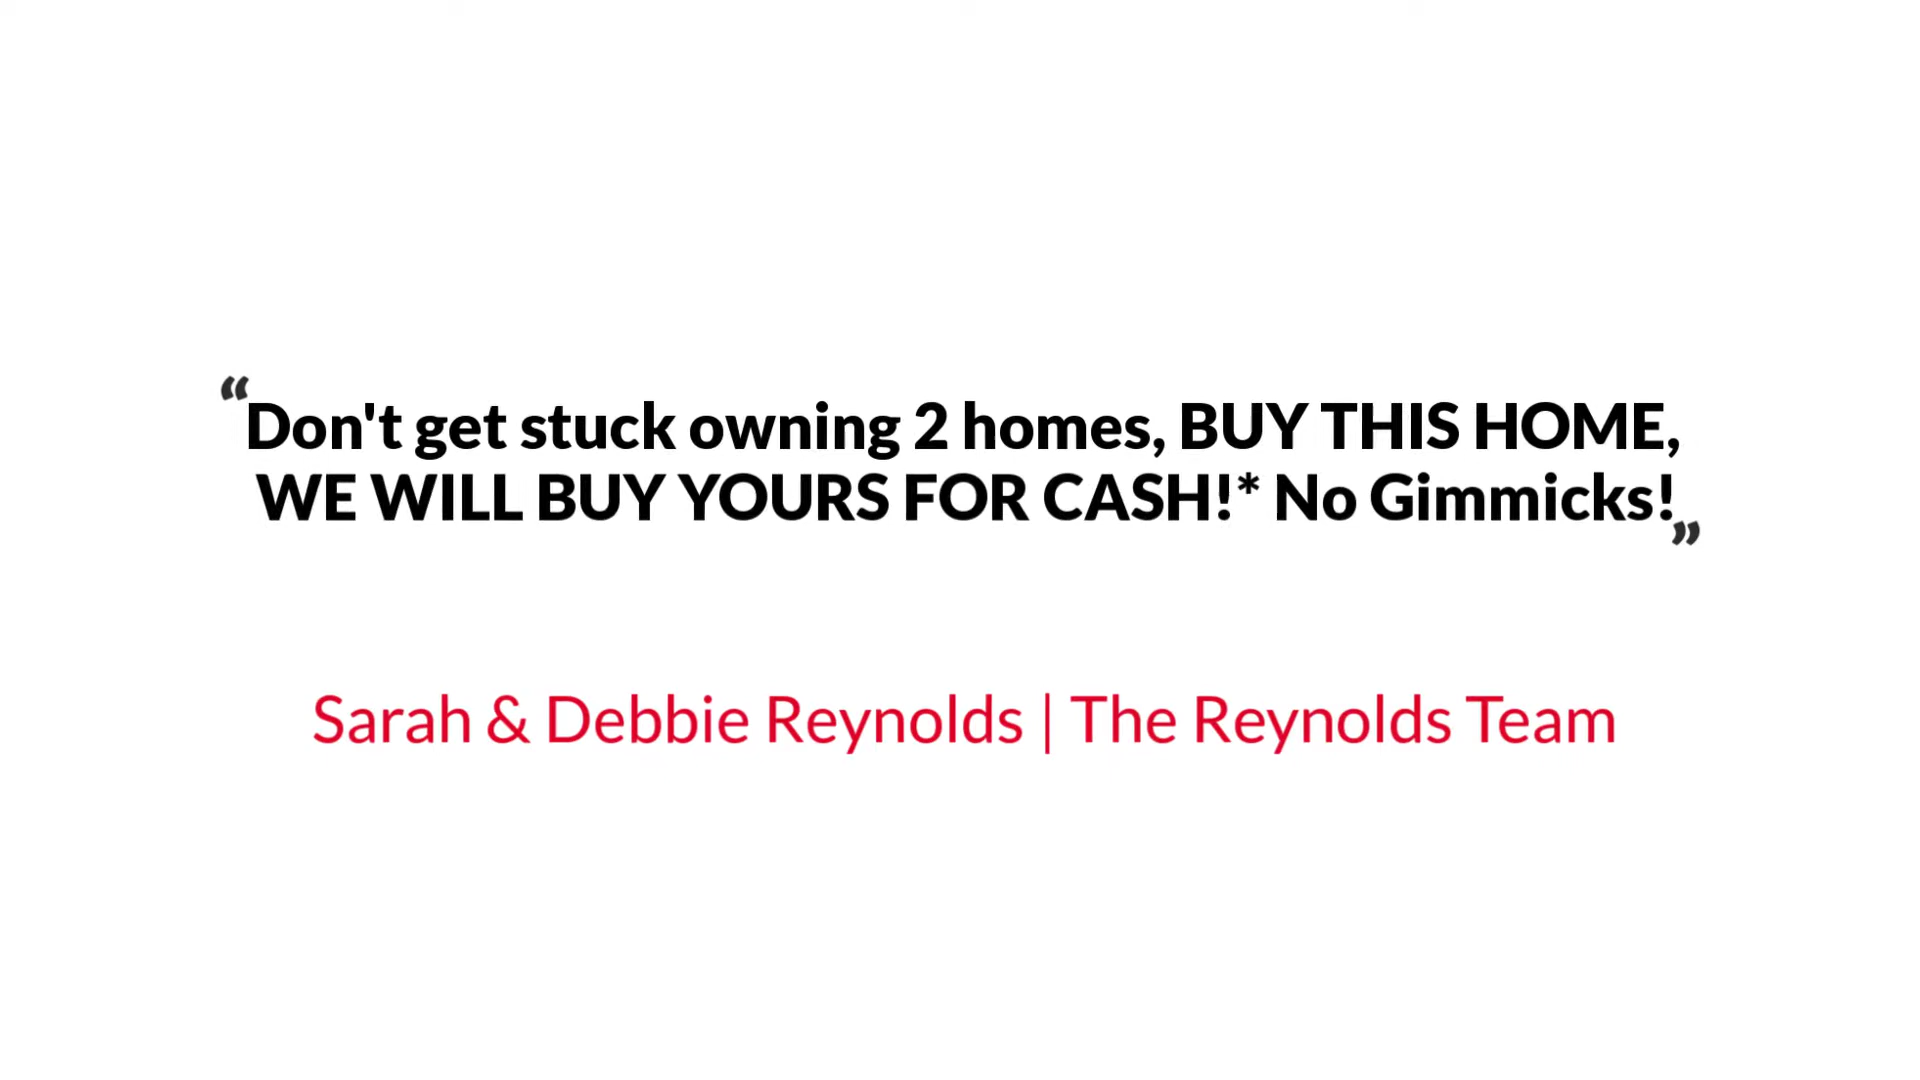 “Don't get stuck owning 2 homes, BUY THIS HOME,
WE WILL BUY YOURS FOR CASH!* No Gimmicks!”
Sarah & Debbie Reynolds | The Reynolds Team